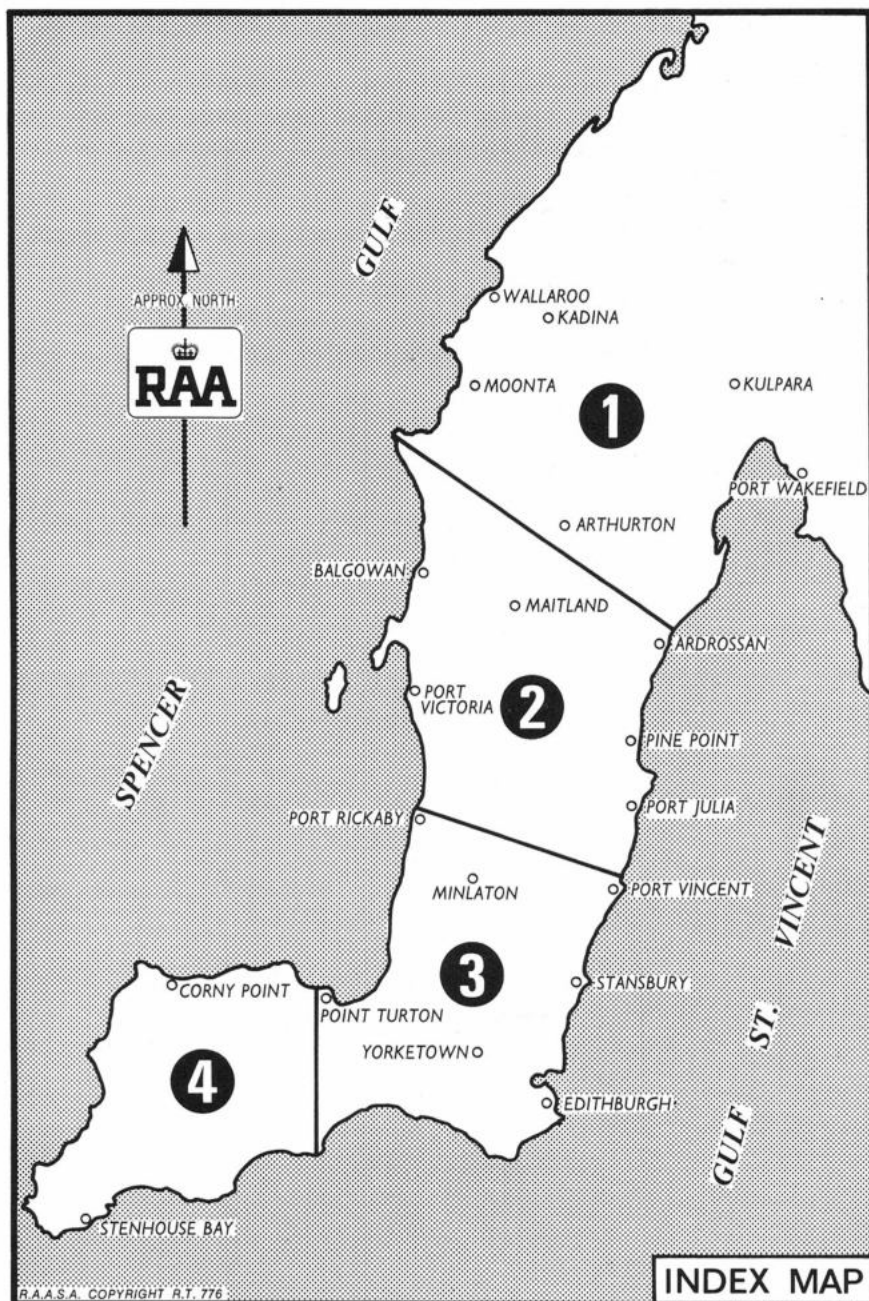 GULF
APPROX. NORTH
RAA
WALLAROO
KADINA
MOONTA
KULPARA
1
PORT WAKEFIELD
ARTHURTON
BALGOWAN
MAITLAND
ARDROSSAN
SPENCER
PORT
VICTORIA
2
PINE POINT
PORT JULIA
PORT RICKABY
MINLATON
PORT VINCENT
GULF ST. VINCENT
3
CORNY POINT
STANSBURY
POINT TURTON
YORKETOWN
4
EDITHBURGH
STENHOUSE BAY
R.A.A.S.A. COPYRIGHT R.T. 776
INDEX MAP